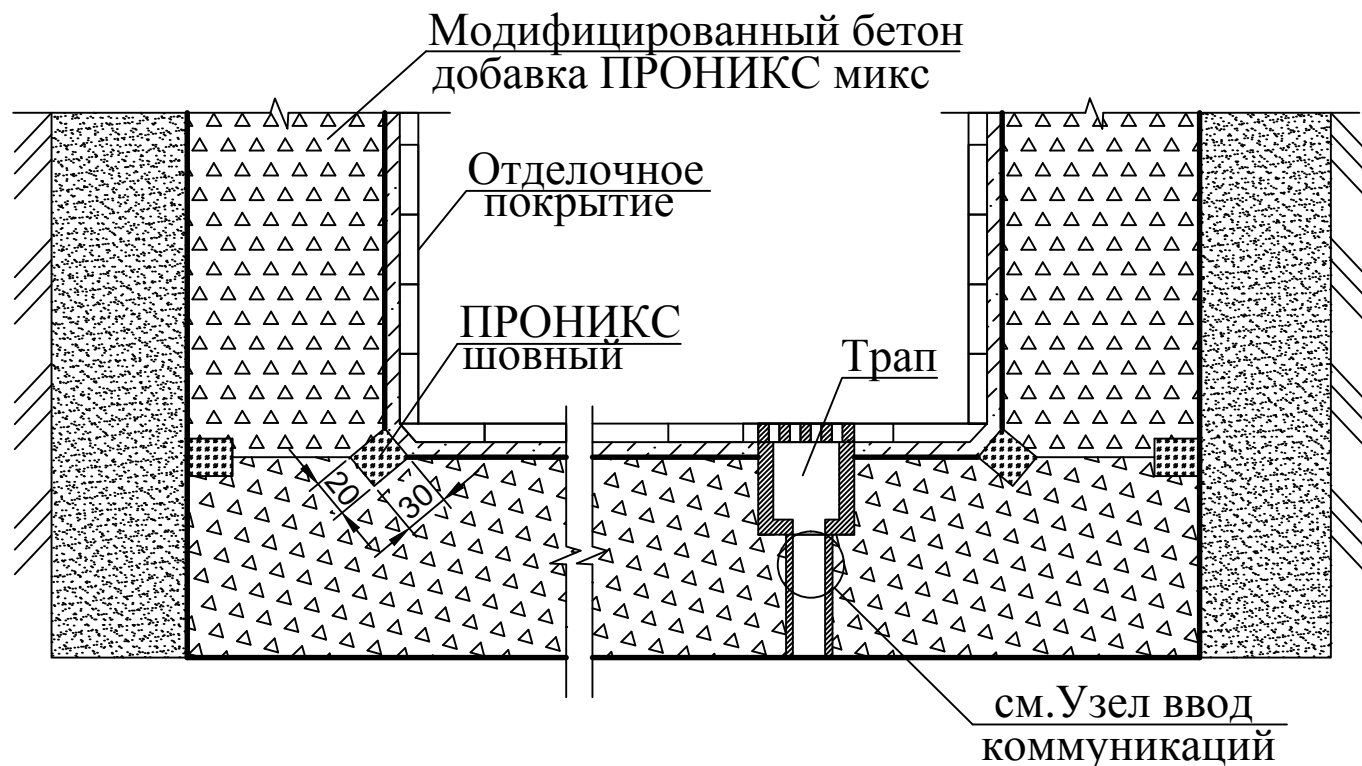 Модифицированный бетон
добавка ПРОНИКС микс
Отделочное
покрытие
ПРОНИКС
шовный
Трап
20
30
см.Узел ввод
коммуникаций